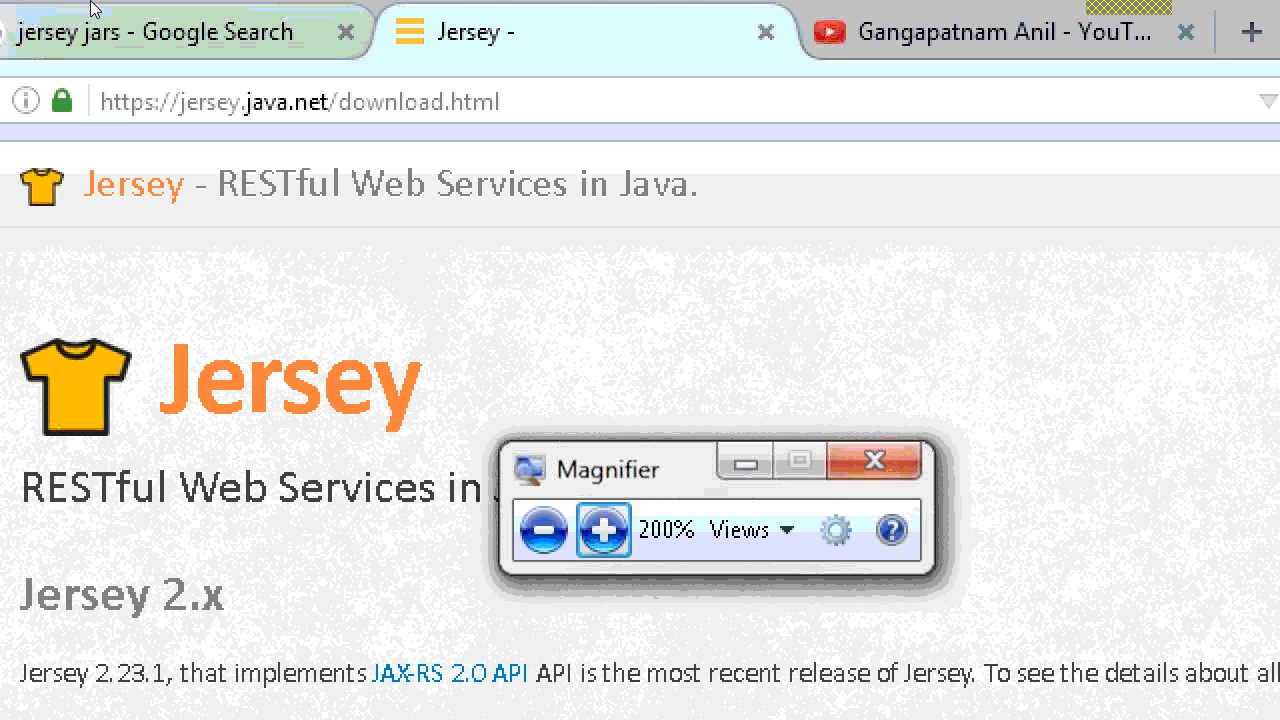 jersey jars - Google Search
Jersey -
Gangapatnam Anil - YouT...
https://jersey.java.net/download.html
Jersey - RESTful Web Services in Java.
Jersey
RESTful Web Services in
Magnifier
200% Views
Jersey 2.x
Jersey 2.23.1, that implements JAX-RS 2.0 API API is the most recent release of Jersey. To see the details about all